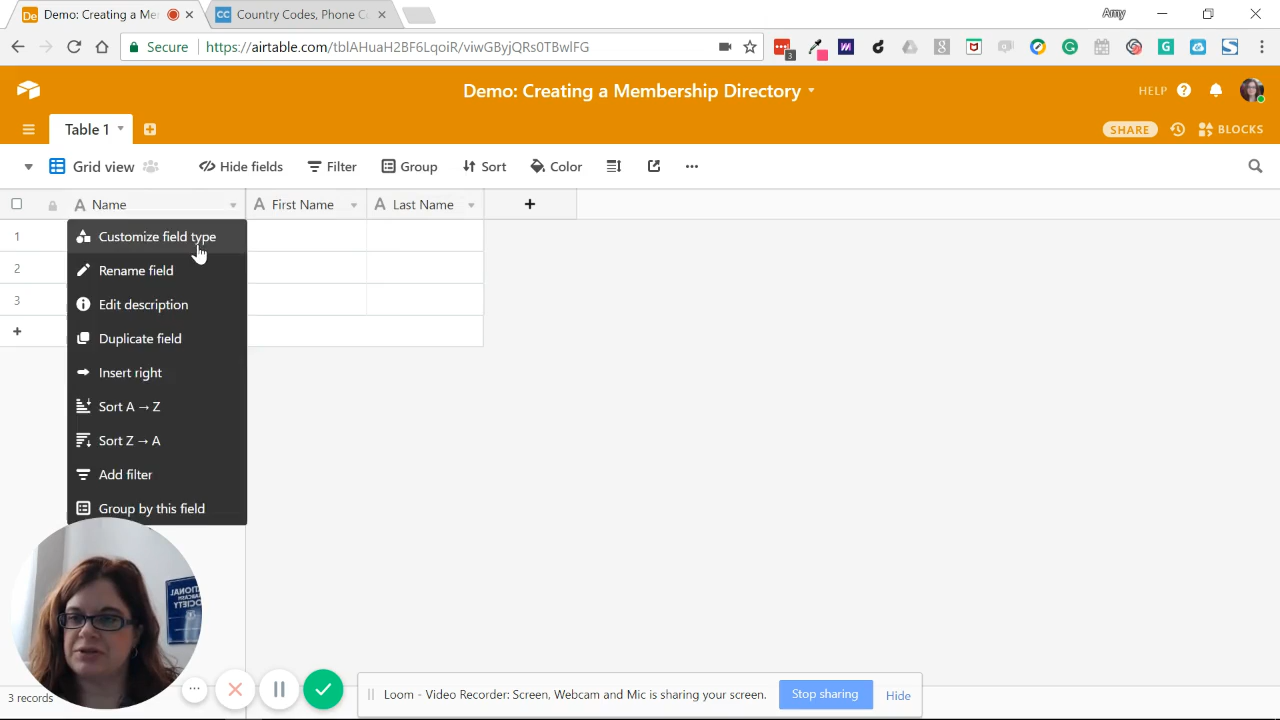 De Demo: Creating a Me
CC Country Codes, Phone C
Amy
Secure https://airtable.com/tblAHuaH2BF6LqoiR/viwGByjQRs0TBwlFG
3
Demo: Creating a Membership Directory
HELP
Table 1
SHARE
BLOCKS
Grid view
Hide fields
Filter
Group
Sort
Color
Name
First Name
Last Name
1
2
3
Customize field type
Rename field
Edit description
Duplicate field
Insert right
Sort A → Z
Sort Z → A
Add filter
Group by this field
3 records
Loom - Video Recorder: Screen, Webcam and Mic is sharing your screen.
Stop sharing
Hide